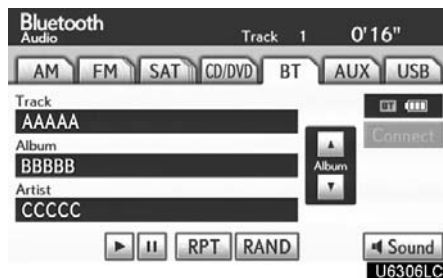 Bluetooth
Audio Track 1 0'16"
AM FM SAT CD/DVD BT AUX USB
Track
AAAAA
BT
Connect
Album
BBBBB
Album
Artist
CCCCC
RPT RAND Sound
U6306LC